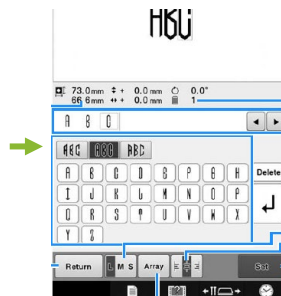 ABC
73.0mm 0.0mm 0.0°
66.6mm 0.0mm 1
A B C
ABC ABC ABC Delete
A B C D E F G H
I J K L M N O P
Q R S T U V W X
Y Z
Return L M S Array Set